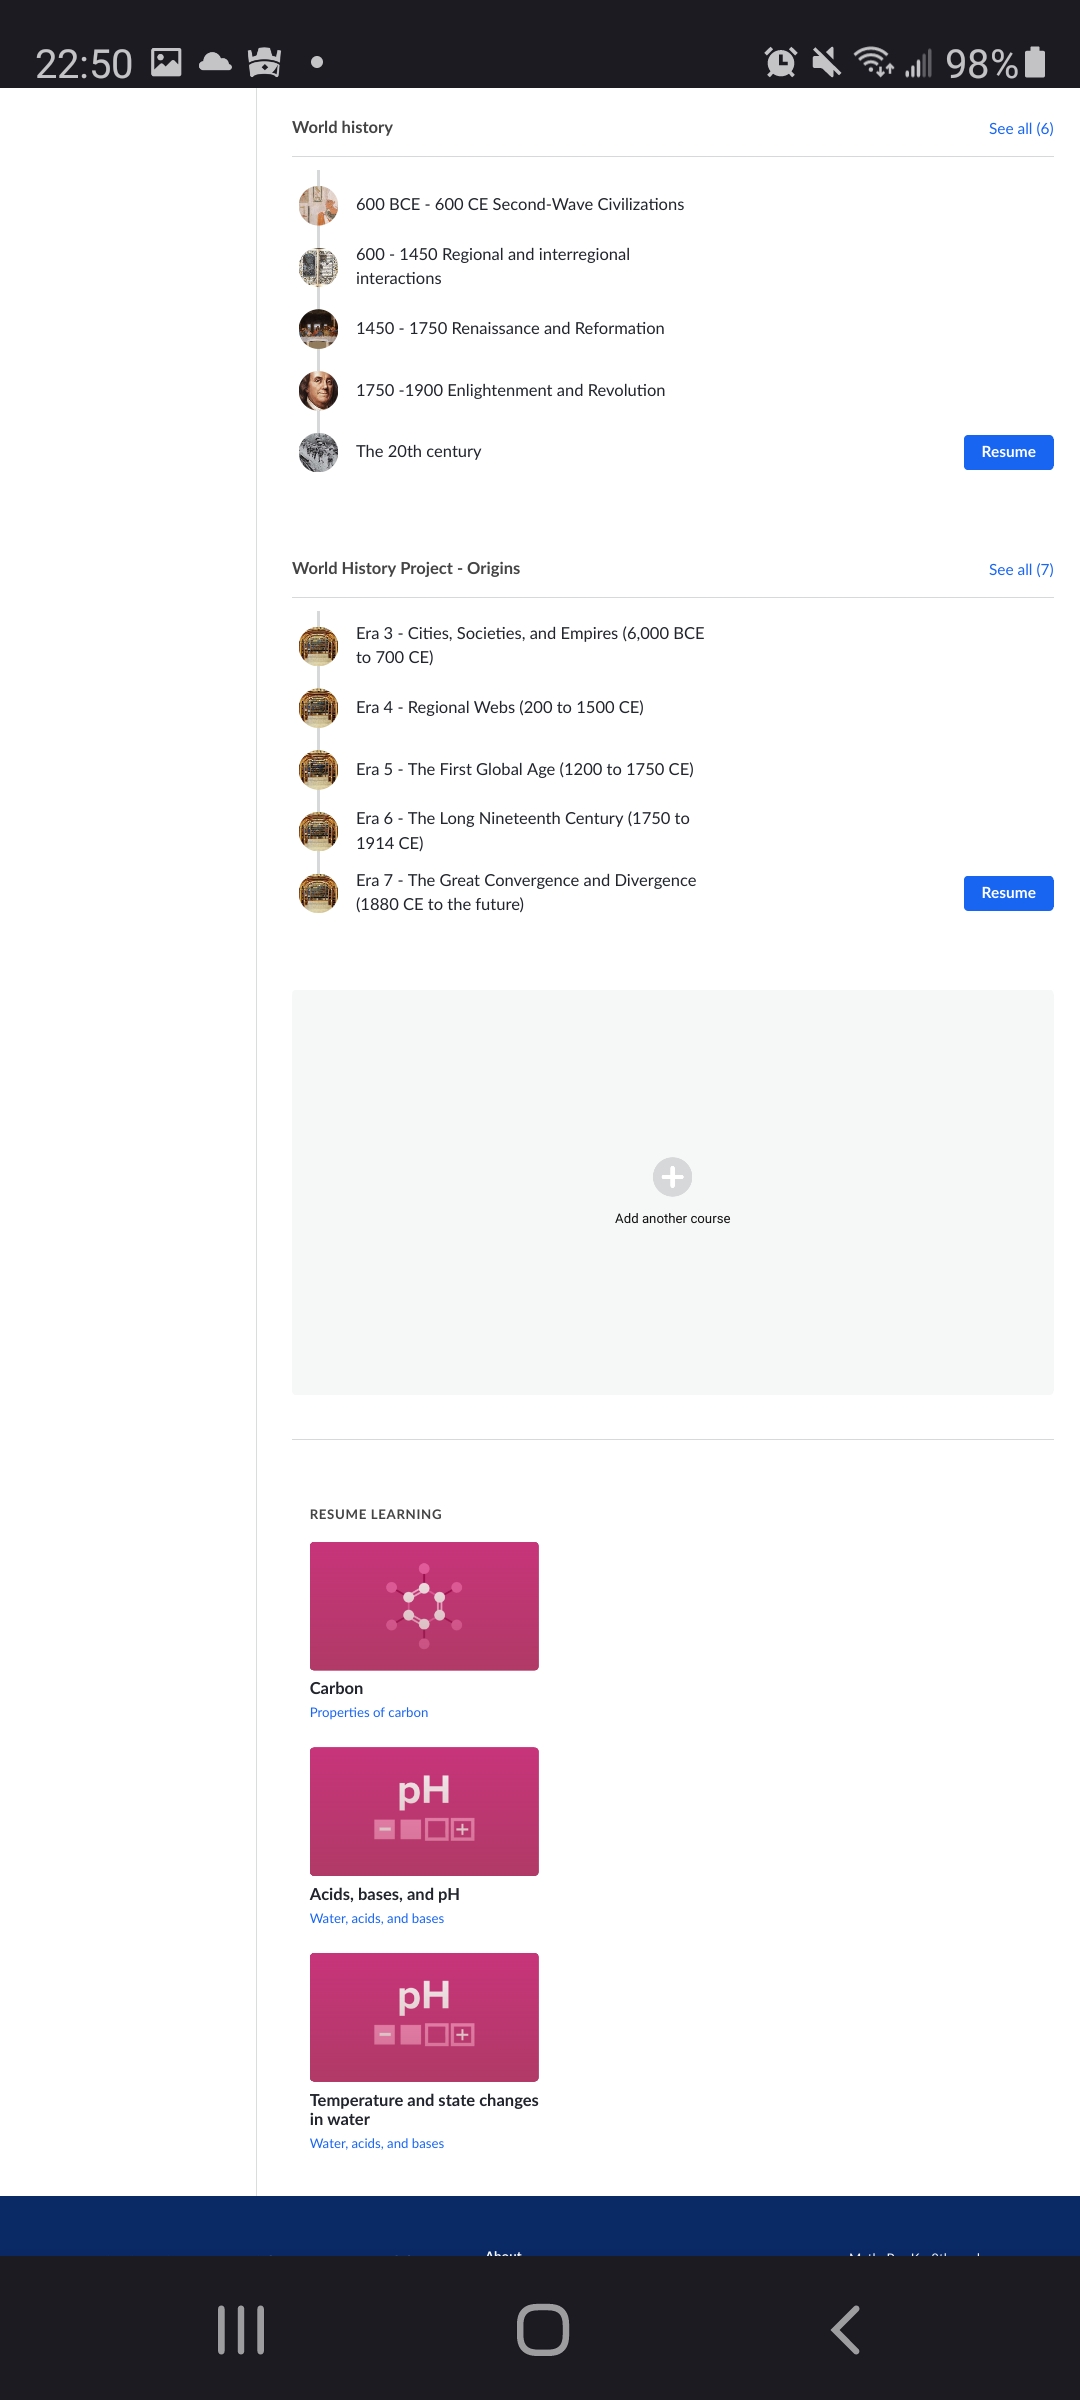 22:50
98%
World history
See all (6)
600 BCE - 600 CE Second-Wave Civilizations
600 - 1450 Regional and interregional
interactions
1450 - 1750 Renaissance and Reformation
1750 -1900 Enlightenment and Revolution
The 20th century
Resume
World History Project - Origins
See all (7)
Era 3 - Cities, Societies, and Empires (6,000 BCE
to 700 CE)
Era 4 - Regional Webs (200 to 1500 CE)
Era 5 - The First Global Age (1200 to 1750 CE)
Era 6 - The Long Nineteenth Century (1750 to
1914 CE)
Era 7 - The Great Convergence and Divergence
(1880 CE to the future)
Resume
Add another course
RESUME LEARNING
Carbon
Properties of carbon
pH
Acids, bases, and pH
Water, acids, and bases
pH
Temperature and state changes
in water
Water, acids, and bases
About